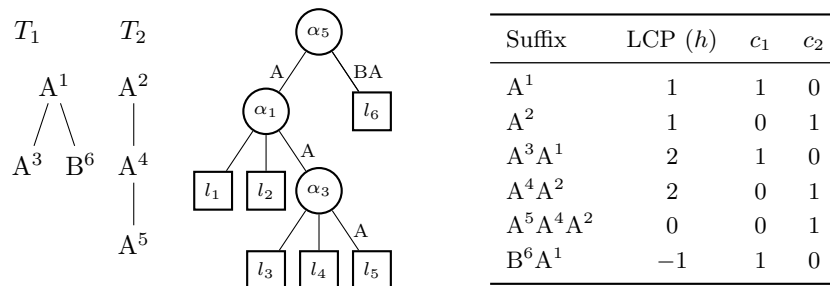 T₁ T₂
A¹ A²
A³ B⁶ A⁴
A⁵
α₅
A BA
α₁ l₆
A
l₁ l₂ α₃
A
l₃ l₄ l₅
Suffix LCP (h) c₁ c₂
A¹ 1 1 0
A² 1 0 1
A³A¹ 2 1 0
A⁴A² 2 0 1
A⁵A⁴A² 0 0 1
B⁶A¹ −1 1 0